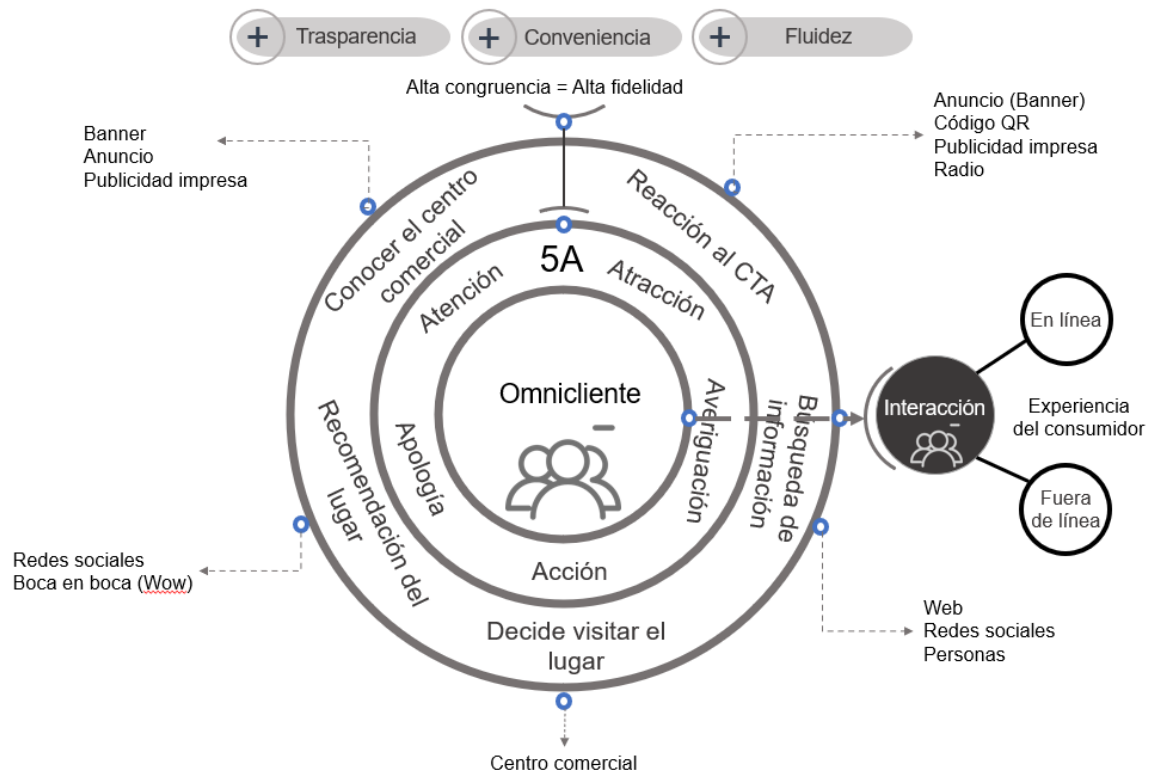 + Trasparencia
+ Conveniencia
+ Fluidez
Alta congruencia = Alta fidelidad
Banner
Anuncio
Publicidad impresa
Anuncio (Banner)
Código QR
Publicidad impresa
Radio
Conocer el centro
comercial
Reacción al CTA
5A
Atención
Atracción
Omnicliente
Averiguación
Búsqueda de
información
Interacción
En línea
Experiencia
del consumidor
Fuera
de línea
Apología
Recomendación del
lugar
Acción
Decide visitar el
lugar
Redes sociales
Boca en boca (Wow)
Web
Redes sociales
Personas
Centro comercial